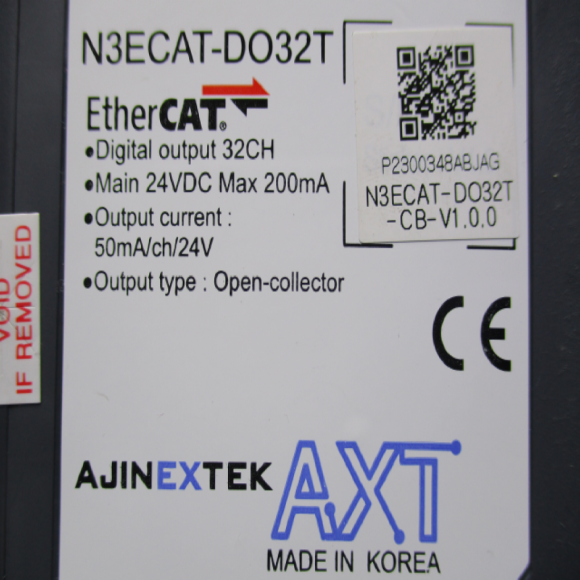 N3ECAT-DO32T
EtherCAT®
•Digital output 32CH
•Main 24VDC Max 200mA
•Output current :
50mA/ch/24V
•Output type : Open-collector
P2300348ABJAG
N3ECAT-DO32T
-CB-V1.0.0
CE
VOID
IF REMOVED
AJINEXTEK
AXT
MADE IN KOREA